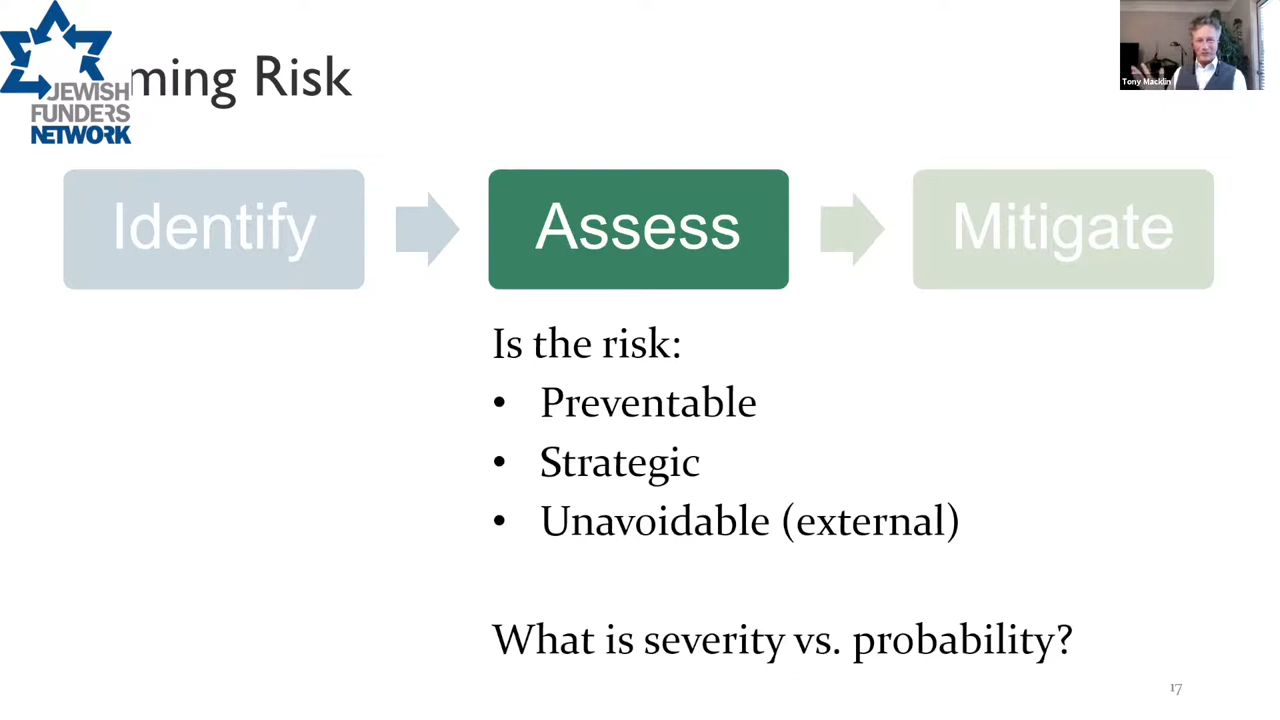 ming Risk
JEWISH
FUNDERS
NETWORK
Tony Macklin
Identify
Assess
Mitigate
Is the risk:
• Preventable
• Strategic
• Unavoidable (external)
What is severity vs. probability?
17